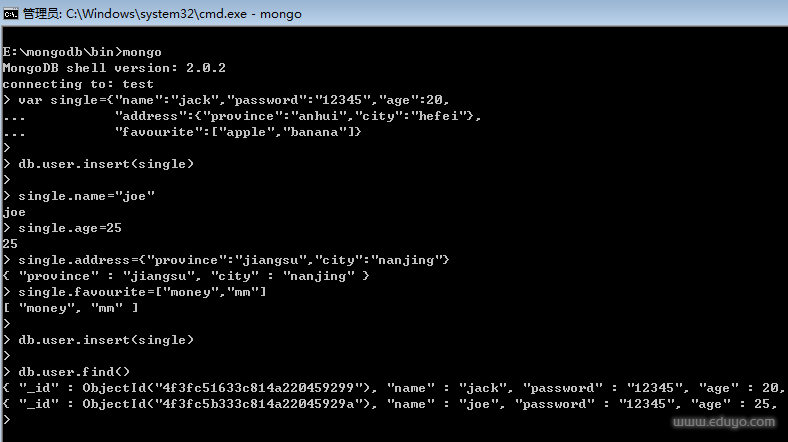 管理员: C:\Windows\system32\cmd.exe - mongo
E:\mongodb\bin>mongo
MongoDB shell version: 2.0.2
connecting to: test
> var single={"name":"jack","password":"12345","age":20,
...           "address":{"province":"anhui","city":"hefei"},
...           "favourite":["apple","banana"]}
>
> db.user.insert(single)
>
> single.name="joe"
joe
> single.age=25
25
> single.address={"province":"jiangsu","city":"nanjing"}
{ "province" : "jiangsu", "city" : "nanjing" }
> single.favourite=["money","mm"]
[ "money", "mm" ]
>
> db.user.insert(single)
>
> db.user.find()
{ "_id" : ObjectId("4f3fc51633c814a220459299"), "name" : "jack", "password" : "12345", "age" : 20,
{ "_id" : ObjectId("4f3fc5b333c814a22045929a"), "name" : "joe", "password" : "12345", "age" : 25,
>
www.eduyo.com